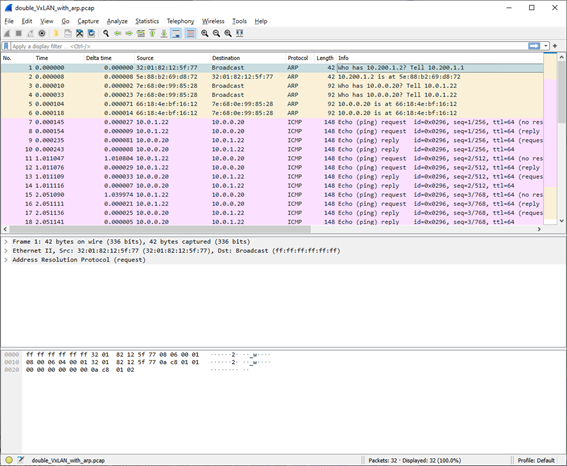 double_VxLAN_with_arp.pcap
File Edit View Go Capture Analyze Statistics Telephony Wireless Tools Help
Apply a display filter ... <Ctrl-/>
No. Time Delta time Source Destination Protocol Length Info
1 0.000000 0.000000 32:01:82:12:5f:77 Broadcast ARP 42 Who has 10.200.1.2? Tell 10.200.1.1
2 0.000008 0.000008 5e:88:b2:69:d8:72 32:01:82:12:5f:77 ARP 42 10.200.1.2 is at 5e:88:b2:69:d8:72
3 0.000010 0.000002 7e:68:0e:99:85:28 Broadcast ARP 92 Who has 10.0.0.20? Tell 10.0.1.22
4 0.000033 0.000023 7e:68:0e:99:85:28 Broadcast ARP 92 Who has 10.0.0.20? Tell 10.0.1.22
5 0.000104 0.000071 66:18:4e:bf:16:12 7e:68:0e:99:85:28 ARP 92 10.0.0.20 is at 66:18:4e:bf:16:12
6 0.000118 0.000014 66:18:4e:bf:16:12 7e:68:0e:99:85:28 ARP 92 10.0.0.20 is at 66:18:4e:bf:16:12
7 0.000145 0.000027 10.0.1.22 10.0.0.20 ICMP 148 Echo (ping) request id=0x0296, seq=1/256, ttl=64 (no res
8 0.000154 0.000009 10.0.1.22 10.0.0.20 ICMP 148 Echo (ping) request id=0x0296, seq=1/256, ttl=64 (reply
9 0.000235 0.000081 10.0.0.20 10.0.1.22 ICMP 148 Echo (ping) reply id=0x0296, seq=1/256, ttl=64 (reques
10 0.000243 0.000008 10.0.0.20 10.0.1.22 ICMP 148 Echo (ping) reply id=0x0296, seq=1/256, ttl=64
11 1.011047 1.010804 10.0.1.22 10.0.0.20 ICMP 148 Echo (ping) request id=0x0296, seq=2/512, ttl=64 (no res
12 1.011076 0.000029 10.0.1.22 10.0.0.20 ICMP 148 Echo (ping) request id=0x0296, seq=2/512, ttl=64 (reply
13 1.011109 0.000033 10.0.0.20 10.0.1.22 ICMP 148 Echo (ping) reply id=0x0296, seq=2/512, ttl=64 (reques
14 1.011116 0.000007 10.0.0.20 10.0.1.22 ICMP 148 Echo (ping) reply id=0x0296, seq=2/512, ttl=64
15 2.051090 1.039974 10.0.1.22 10.0.0.20 ICMP 148 Echo (ping) request id=0x0296, seq=3/768, ttl=64 (no res
16 2.051111 0.000021 10.0.1.22 10.0.0.20 ICMP 148 Echo (ping) request id=0x0296, seq=3/768, ttl=64 (reply
17 2.051136 0.000025 10.0.0.20 10.0.1.22 ICMP 148 Echo (ping) reply id=0x0296, seq=3/768, ttl=64 (reques
18 2.051141 0.000005 10.0.0.20 10.0.1.22 ICMP 148 Echo (ping) reply id=0x0296, seq=3/768, ttl=64
Frame 1: 42 bytes on wire (336 bits), 42 bytes captured (336 bits)
Ethernet II, Src: 32:01:82:12:5f:77 (32:01:82:12:5f:77), Dst: Broadcast (ff:ff:ff:ff:ff:ff)
Address Resolution Protocol (request)
0000 ff ff ff ff ff ff 32 01 82 12 5f 77 08 06 00 01 ······2· ··_w····
0010 08 00 06 04 00 01 32 01 82 12 5f 77 0a c8 01 01 ······2· ··_w····
0020 00 00 00 00 00 00 0a c8 01 02 ········ ··
double_VxLAN_with_arp.pcap Packets: 32 · Displayed: 32 (100.0%) Profile: Default